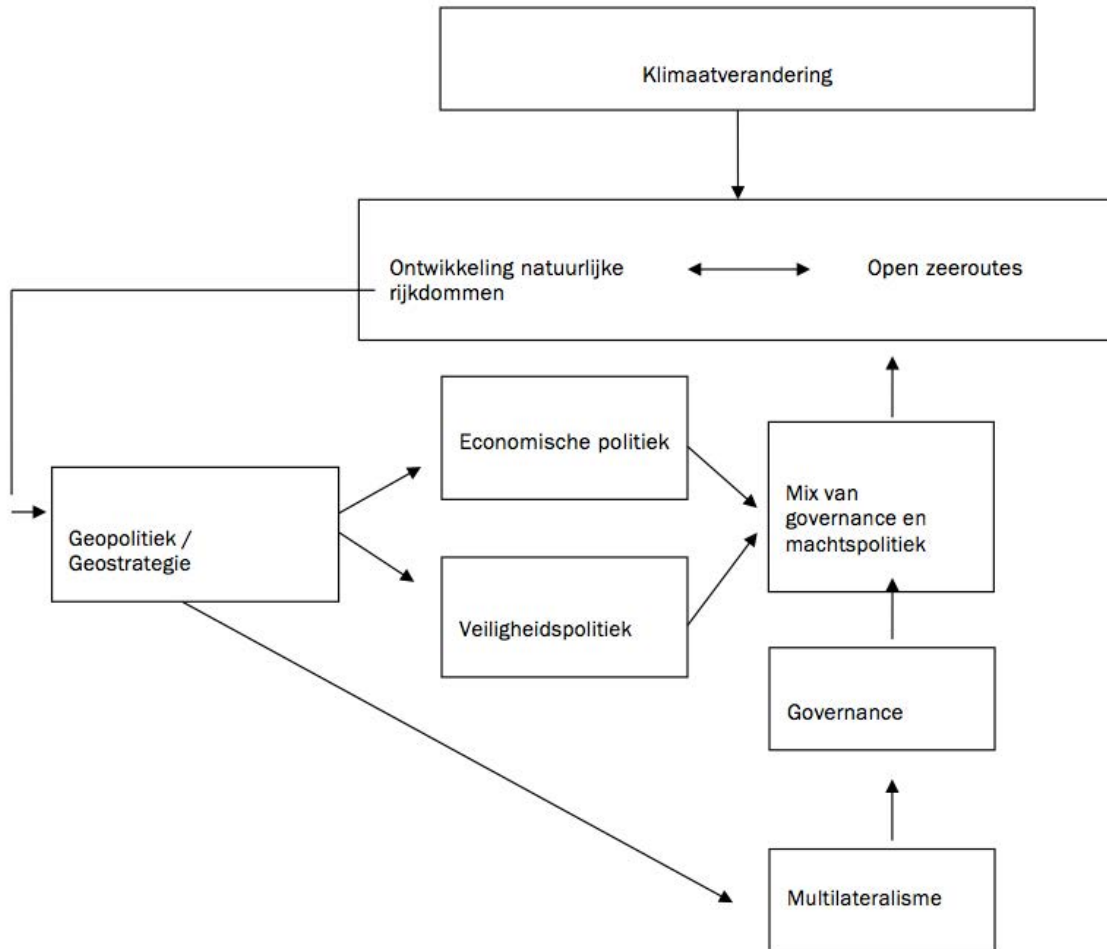 Klimaatverandering
Ontwikkeling natuurlijke
rijkdommen
Open zeeroutes
Economische politiek
Mix van
governance en
machtspolitiek
Geopolitiek /
Geostrategie
Veiligheidspolitiek
Governance
Multilateralisme